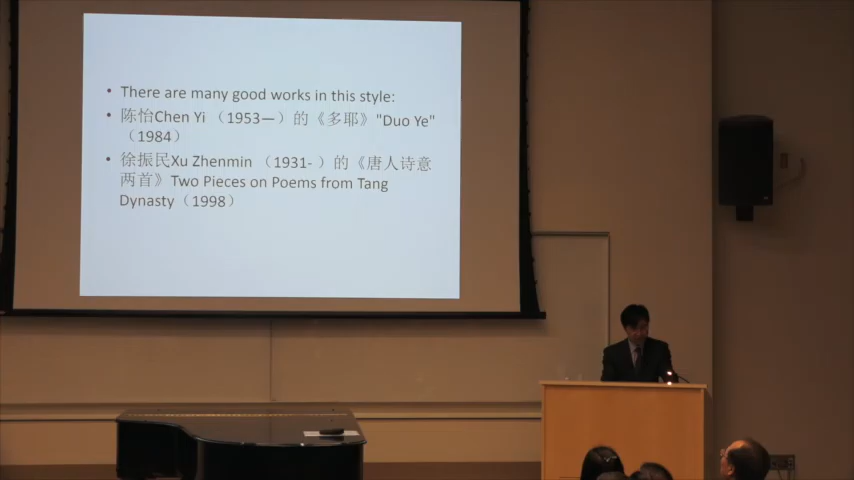 • There are many good works in this style:
• 陈怡Chen Yi （1953—）的《多耶》"Duo Ye"
（1984）
• 徐振民Xu Zhenmin （1931- ）的《唐人诗意
两首》Two Pieces on Poems from Tang
Dynasty（1998）